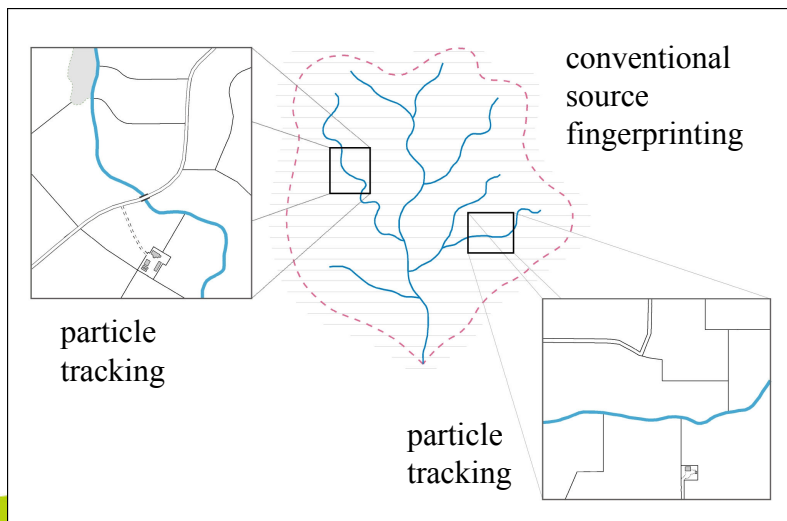 conventional
source
fingerprinting
particle
tracking
particle
tracking